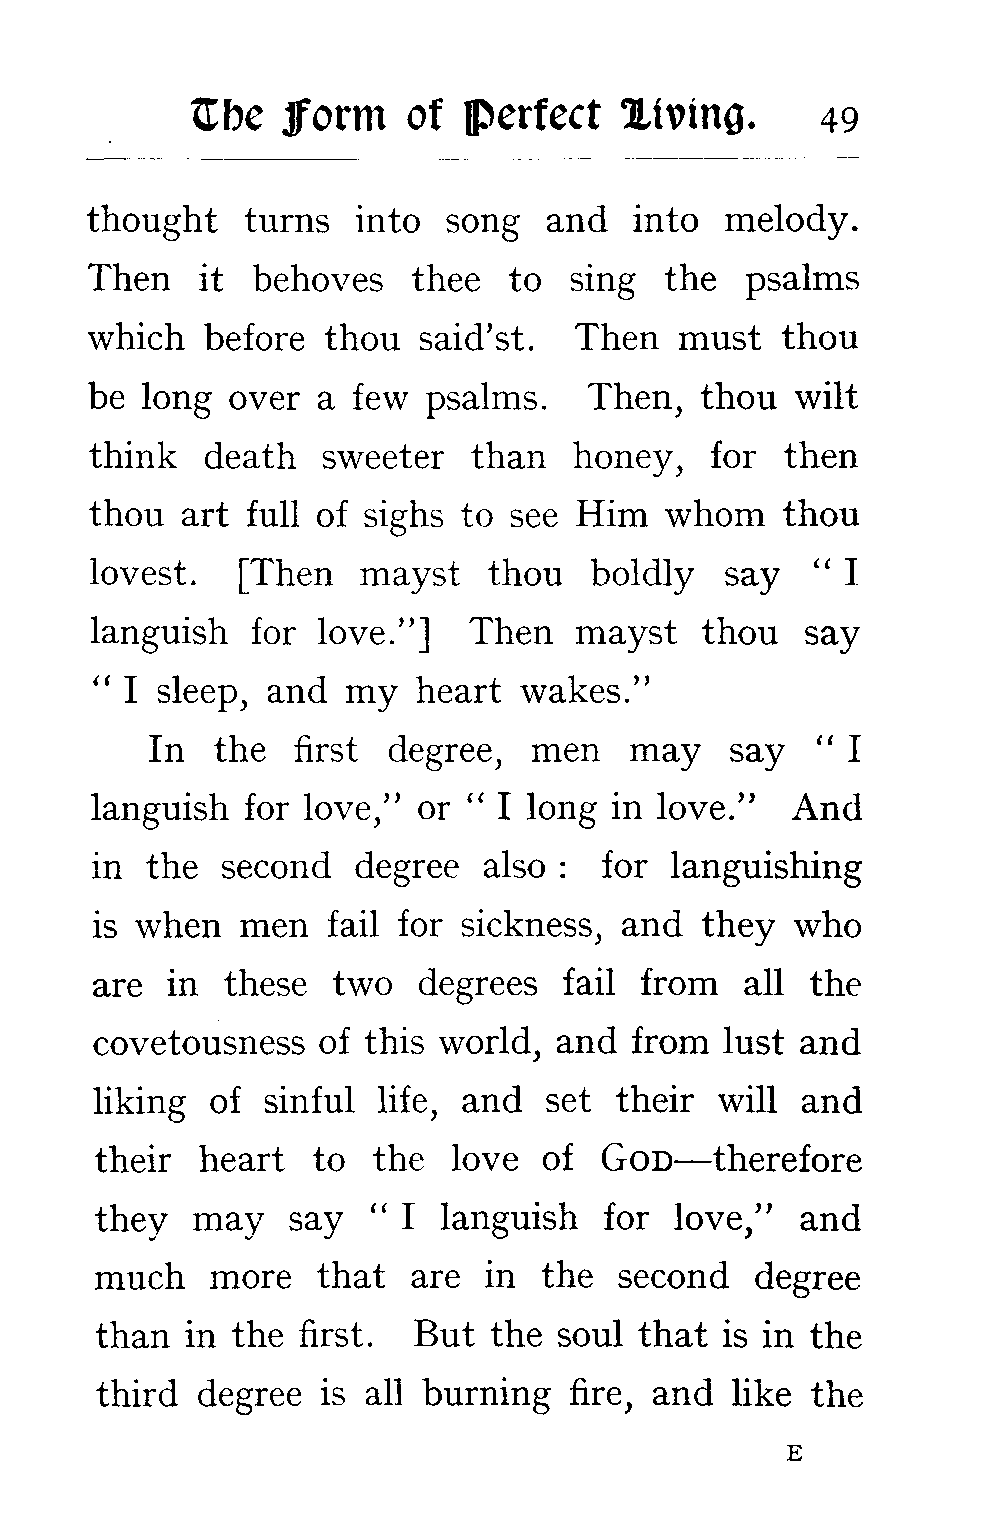 The Form of Perfect Living. 49
thought turns into song and into melody.
Then it behoves thee to sing the psalms
which before thou said'st. Then must thou
be long over a few psalms. Then, thou wilt
think death sweeter than honey, for then
thou art full of sighs to see Him whom thou
lovest. [Then mayst thou boldly say " I
languish for love."] Then mayst thou say
" I sleep, and my heart wakes."
In the first degree, men may say " I
languish for love," or " I long in love." And
in the second degree also : for languishing
is when men fail for sickness, and they who
are in these two degrees fail from all the
covetousness of this world, and from lust and
liking of sinful life, and set their will and
their heart to the love of GOD—therefore
they may say " I languish for love," and
much more that are in the second degree
than in the first. But the soul that is in the
third degree is all burning fire, and like the
E